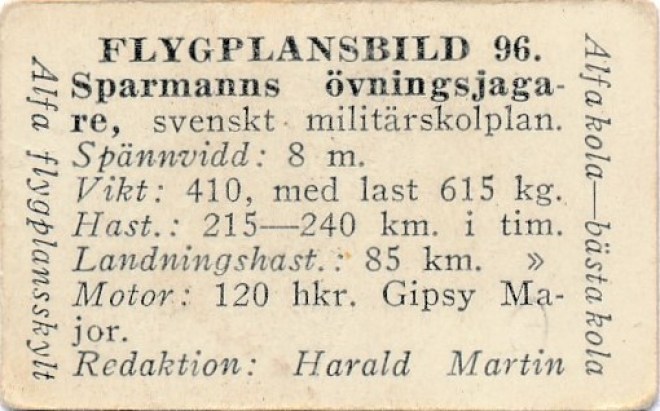 FLYGPLANSBILD 96.
Sparmanns övningsjaga-
re, svenskt militärskolplan.
Spännvidd: 8 m.
Vikt: 410, med last 615 kg.
Hast.: 215—240 km. i tim.
Landningshast.: 85 km. »
Motor: 120 hkr. Gipsy Ma-
jor.
Redaktion: Harald Martin
Alfa flygplansskylt
Alfa kola—bästa kola